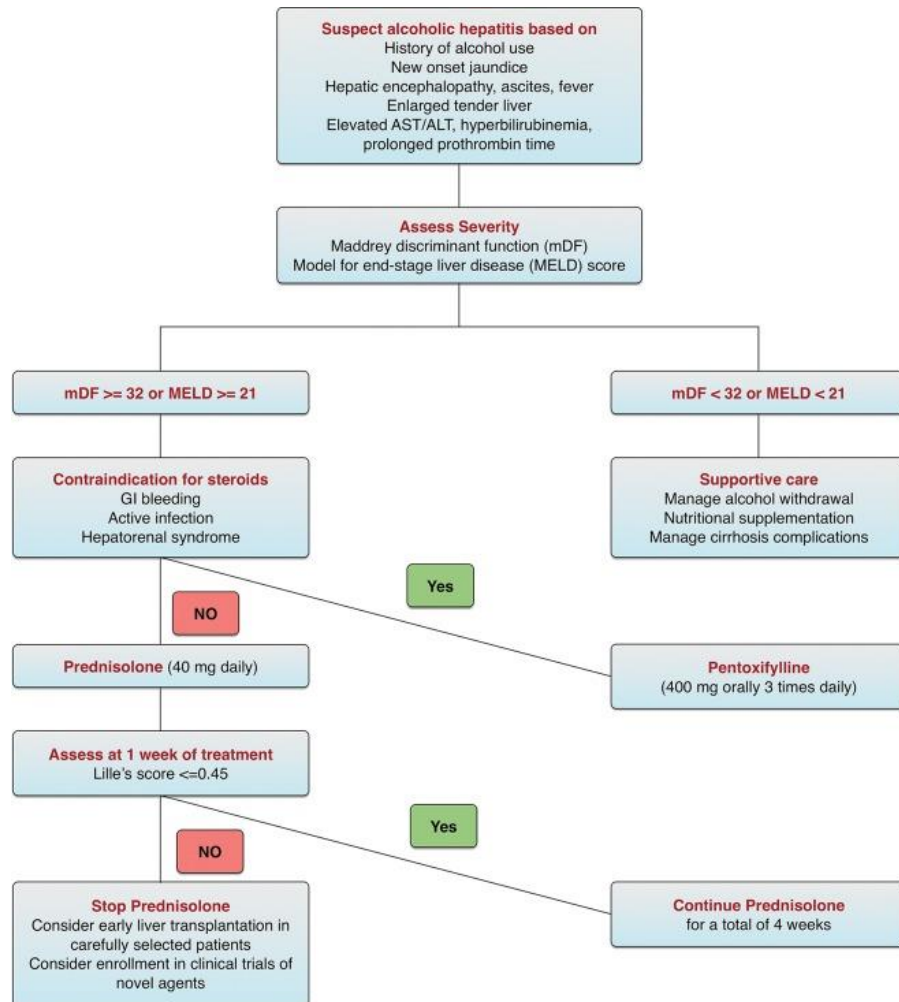 Suspect alcoholic hepatitis based on
History of alcohol use
New onset jaundice
Hepatic encephalopathy, ascites, fever
Enlarged tender liver
Elevated AST/ALT, hyperbilirubinemia,
prolonged prothrombin time
Assess Severity
Maddrey discriminant function (mDF)
Model for end-stage liver disease (MELD) score
mDF >= 32 or MELD >= 21
mDF < 32 or MELD < 21
Contraindication for steroids
GI bleeding
Active infection
Hepatorenal syndrome
Supportive care
Manage alcohol withdrawal
Nutritional supplementation
Manage cirrhosis complications
NO
Yes
Prednisolone (40 mg daily)
Pentoxifylline
(400 mg orally 3 times daily)
Assess at 1 week of treatment
Lille's score <=0.45
NO
Yes
Stop Prednisolone
Consider early liver transplantation in
carefully selected patients
Consider enrollment in clinical trials of
novel agents
Continue Prednisolone
for a total of 4 weeks